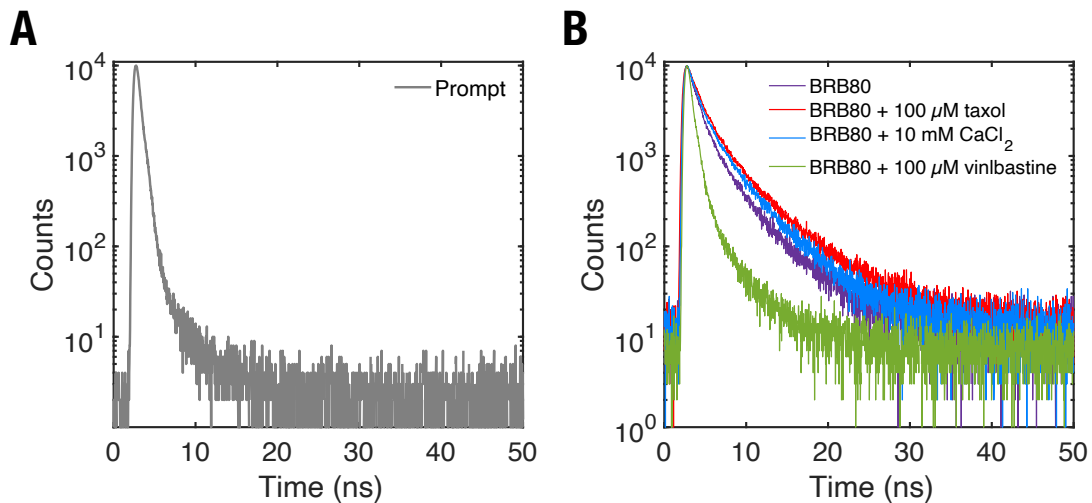 A
Counts
10^4
10^3
10^2
10^1
0 10 20 30 40 50
Time (ns)
Prompt
B
Counts
10^4
10^3
10^2
10^1
10^0
0 10 20 30 40 50
Time (ns)
BRB80
BRB80 + 100 µM taxol
BRB80 + 10 mM CaCl_2
BRB80 + 100 µM vinlbastine